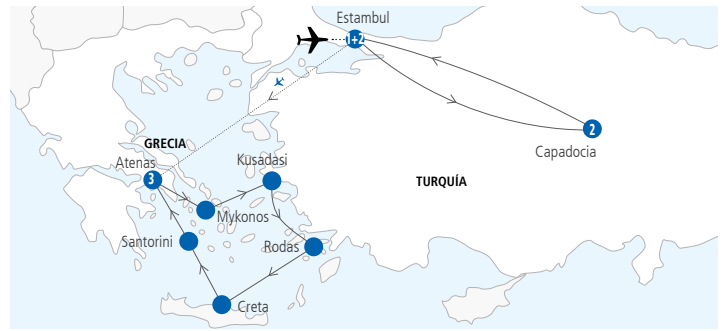 Estambul
1+2
2
Capadocia
GRECIA
Atenas
3
Kusadasi
TURQUÍA
Mykonos
Santorini
Rodas
Creta